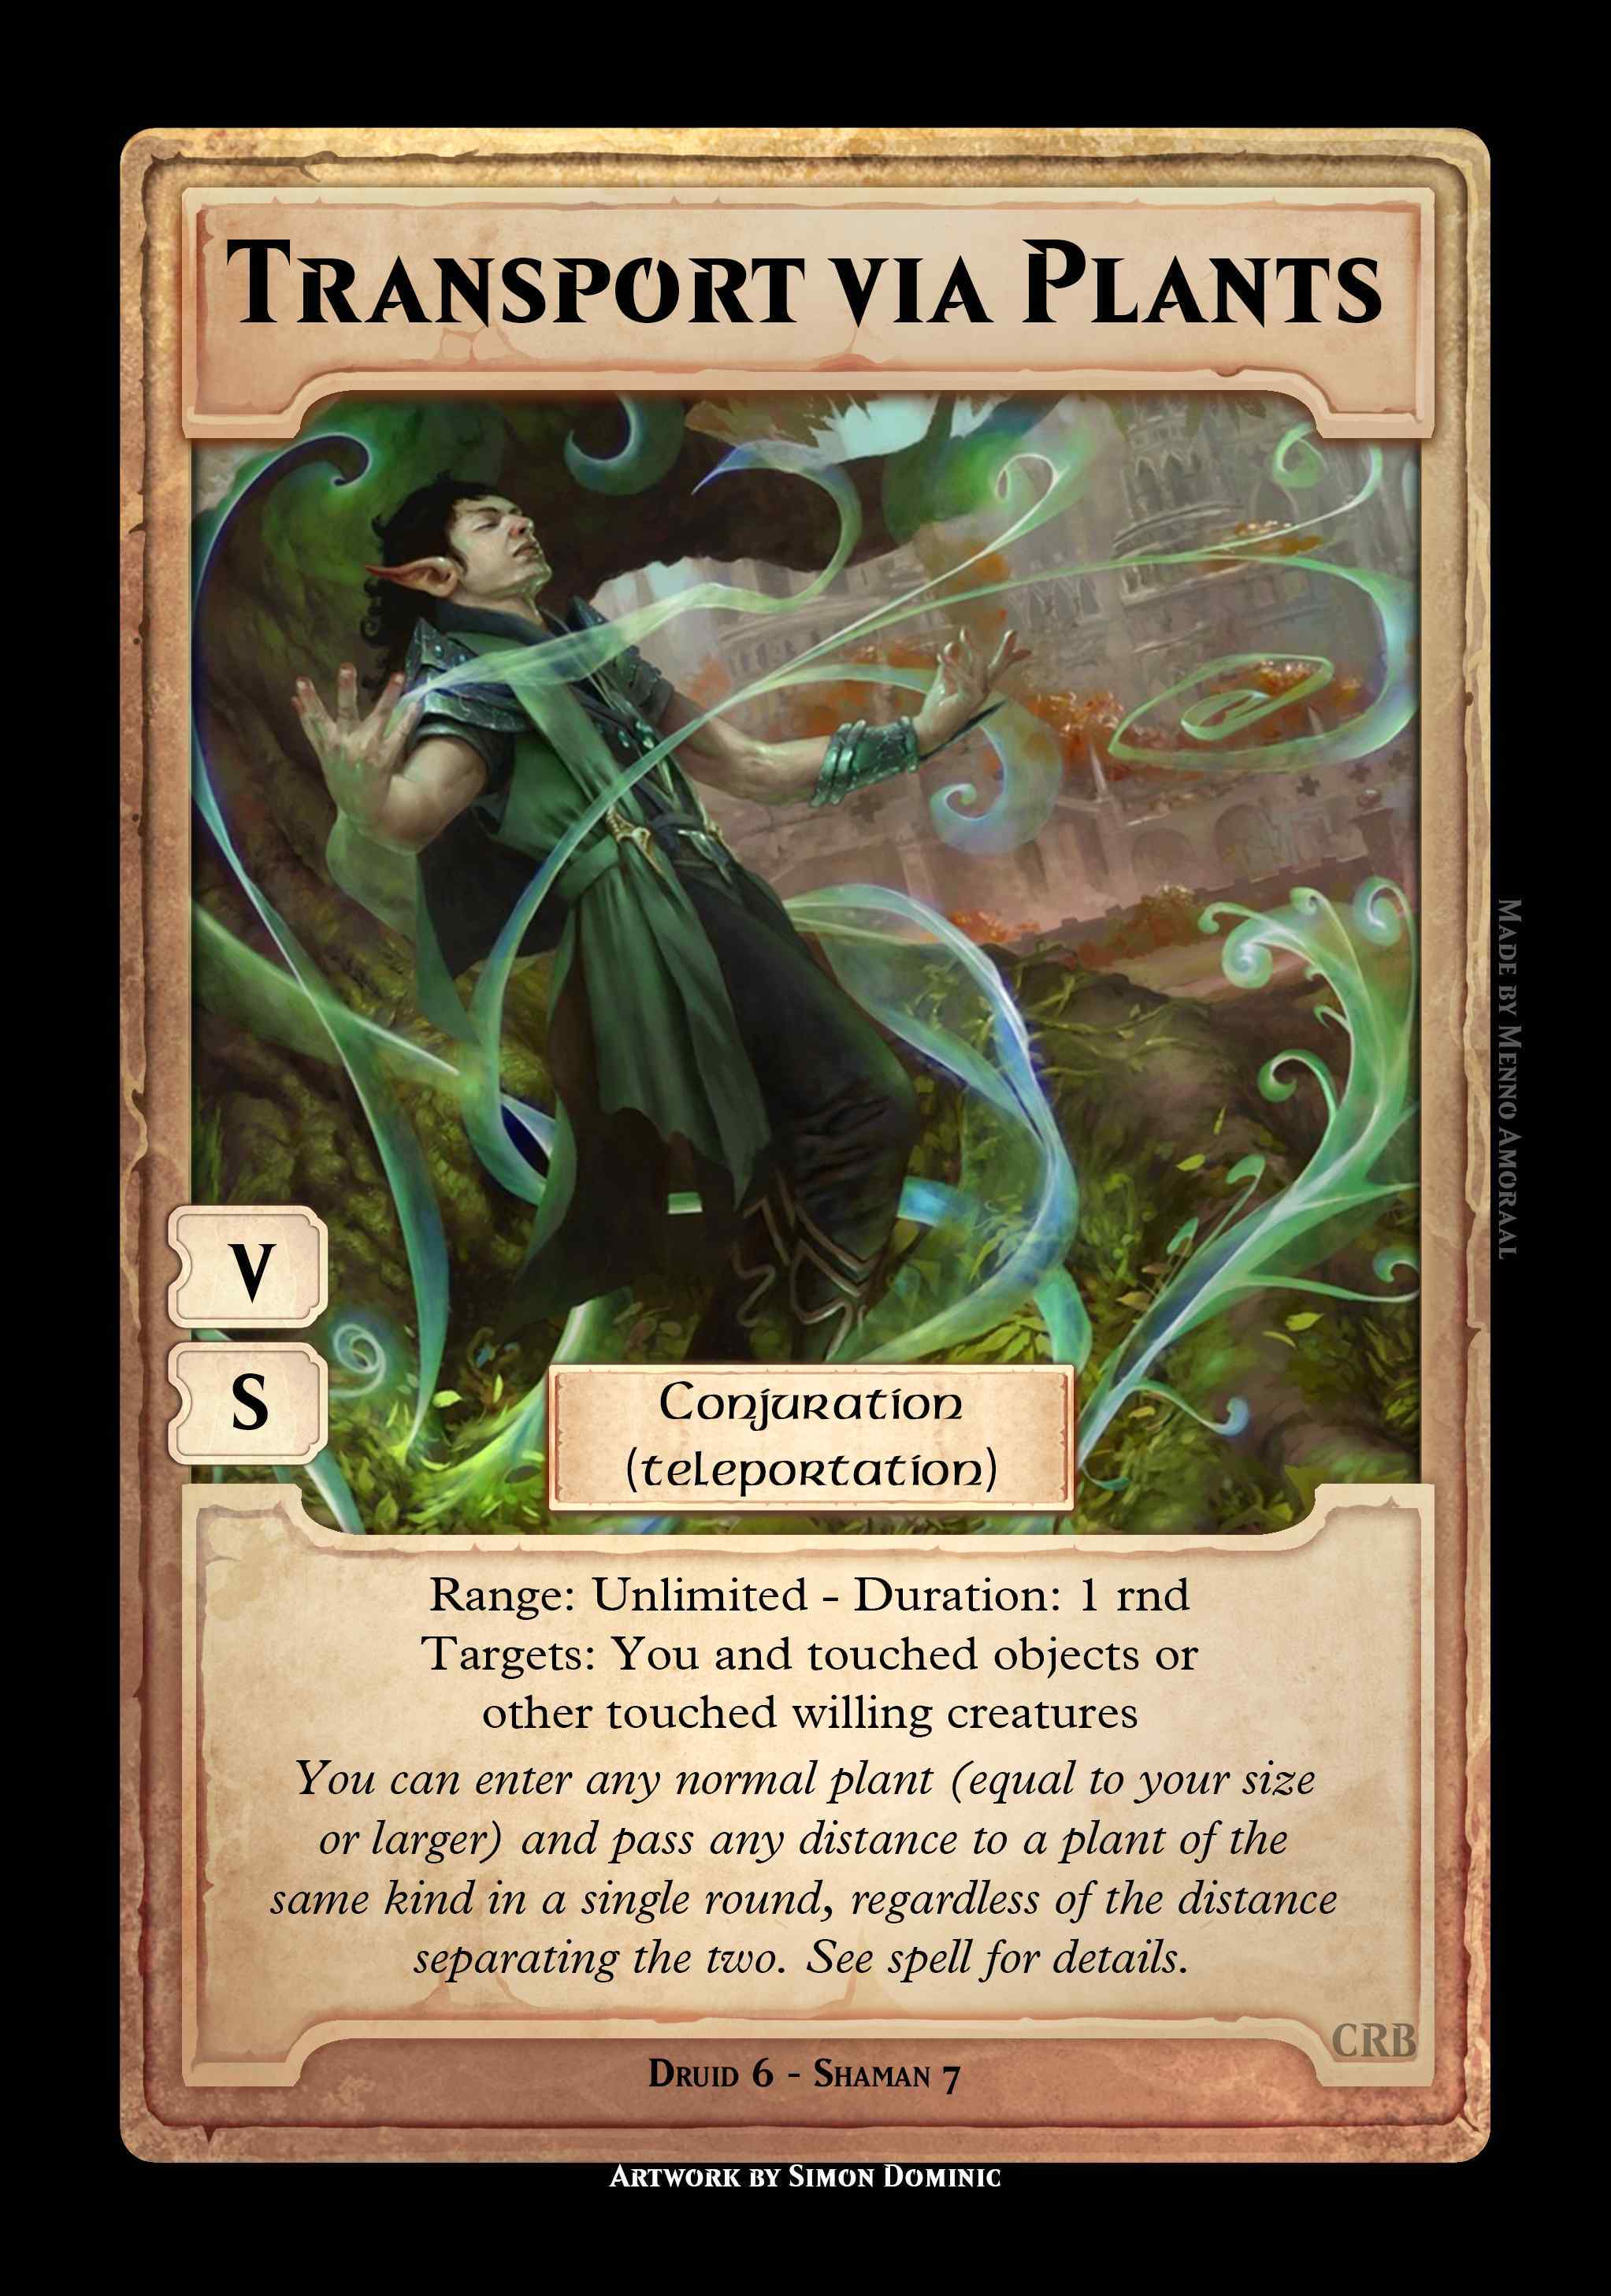 Transport via Plants
V
S
Conjuration
(teleportation)
Range: Unlimited - Duration: 1 rnd
Targets: You and touched objects or
other touched willing creatures
You can enter any normal plant (equal to your size
or larger) and pass any distance to a plant of the
same kind in a single round, regardless of the distance
separating the two. See spell for details.
CRB
Druid 6 - Shaman 7
Artwork by Simon Dominic
Made by Menno Amoraal